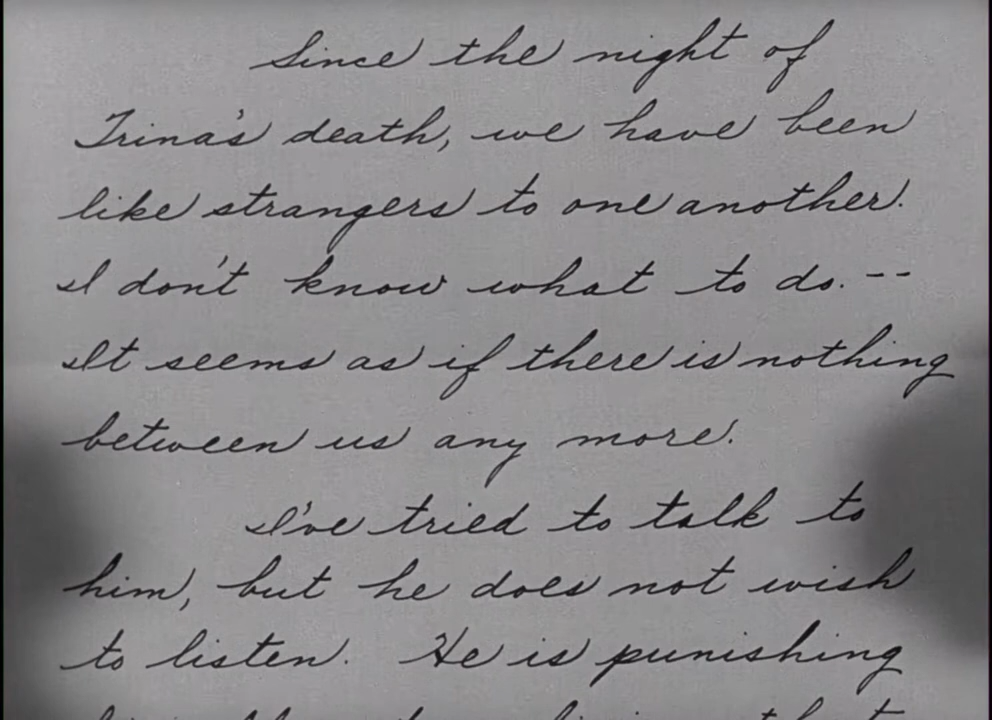 Since the night of
Trina's death, we have been
like strangers to one another.
I don't know what to do. --
It seems as if there is nothing
between us any more.
I've tried to talk to
him, but he does not wish
to listen. He is punishing